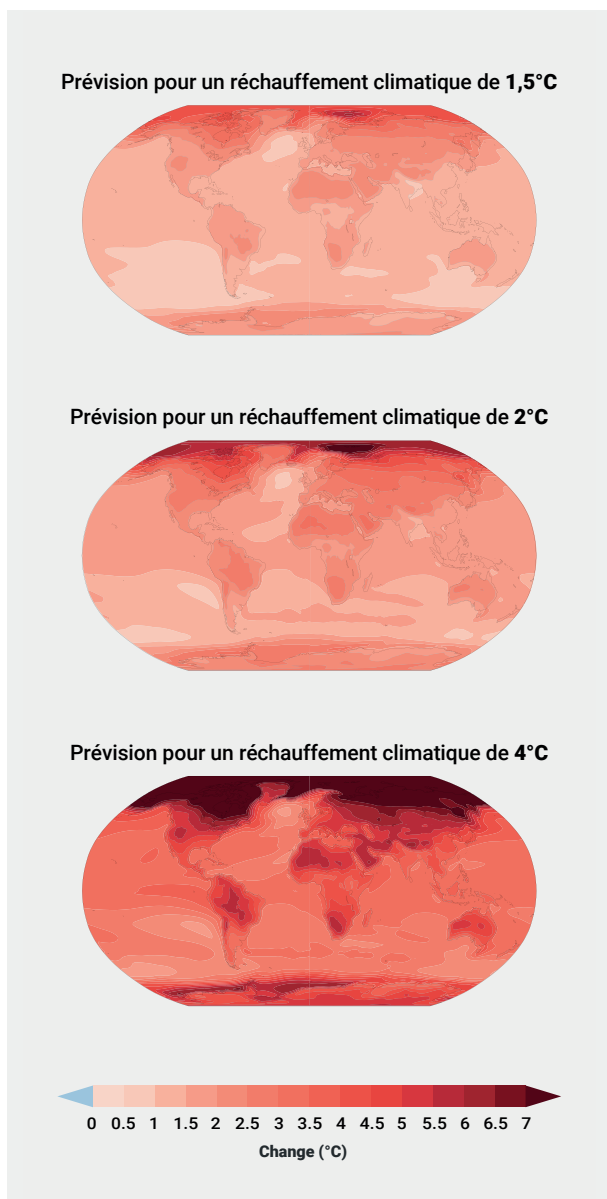 Prévision pour un réchauffement climatique de 1,5°C
Prévision pour un réchauffement climatique de 2°C
Prévision pour un réchauffement climatique de 4°C
0 0.5 1 1.5 2 2.5 3 3.5 4 4.5 5 5.5 6 6.5 7
Change (°C)